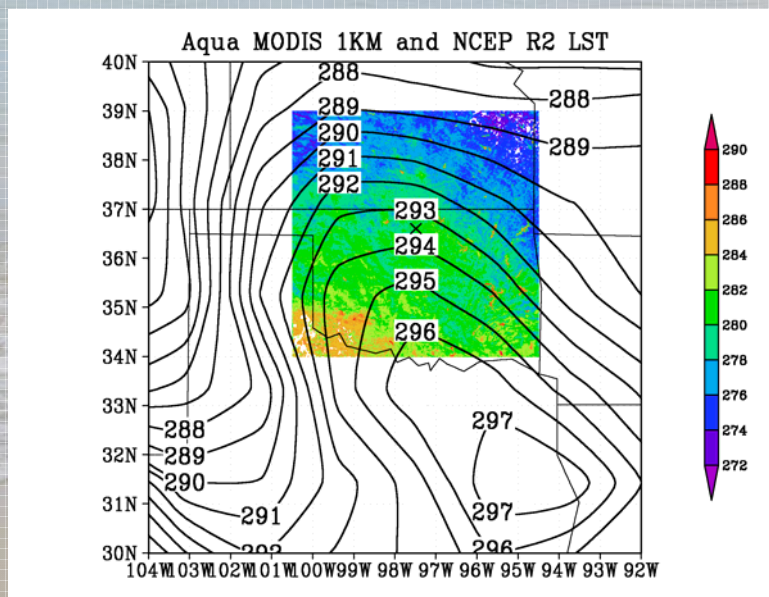 Aqua MODIS 1KM and NCEP R2 LST
40N
39N
38N
37N
36N
35N
34N
33N
32N
31N
30N
104W 103W 102W 101W 100W 99W 98W 97W 96W 95W 94W 93W 92W
288
288
289
289
290
291
292
293
294
295
296
297
288
289
290
297
291
292
296
290
288
286
284
282
280
278
276
274
272